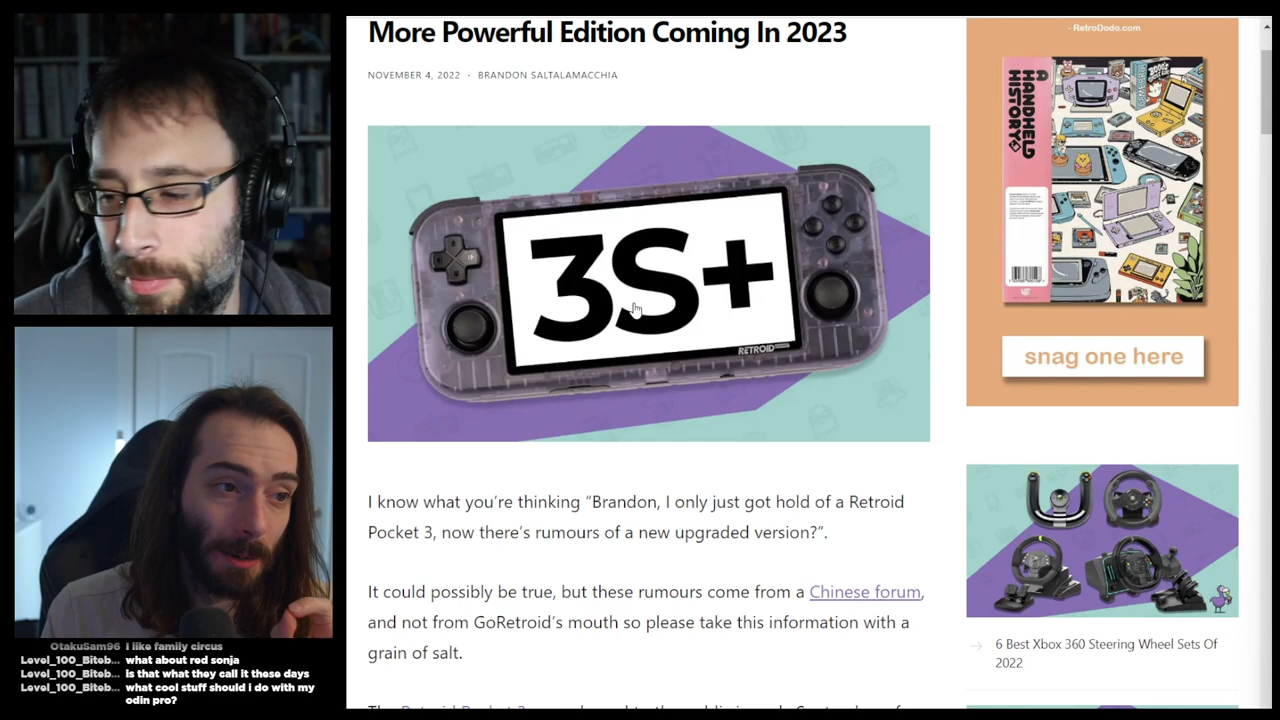 More Powerful Edition Coming In 2023
NOVEMBER 4, 2022 · BRANDON SALTALAMACCHIA
3S+
RETROID
I know what you're thinking “Brandon, I only just got hold of a Retroid
Pocket 3, now there's rumours of a new upgraded version?”.
It could possibly be true, but these rumours come from a Chinese forum,
and not from GoRetroid's mouth so please take this information with a
grain of salt.
- RetroDodo.com
A HANDHELD HISTORY
snag one here
6 Best Xbox 360 Steering Wheel Sets Of
2022
OtakuSam96 I like family circus
Level_100_Biteb... what about red sonja
Level_100_Biteb... is that what they call it these days
Level_100_Biteb... what cool stuff should i do with my
odin pro?